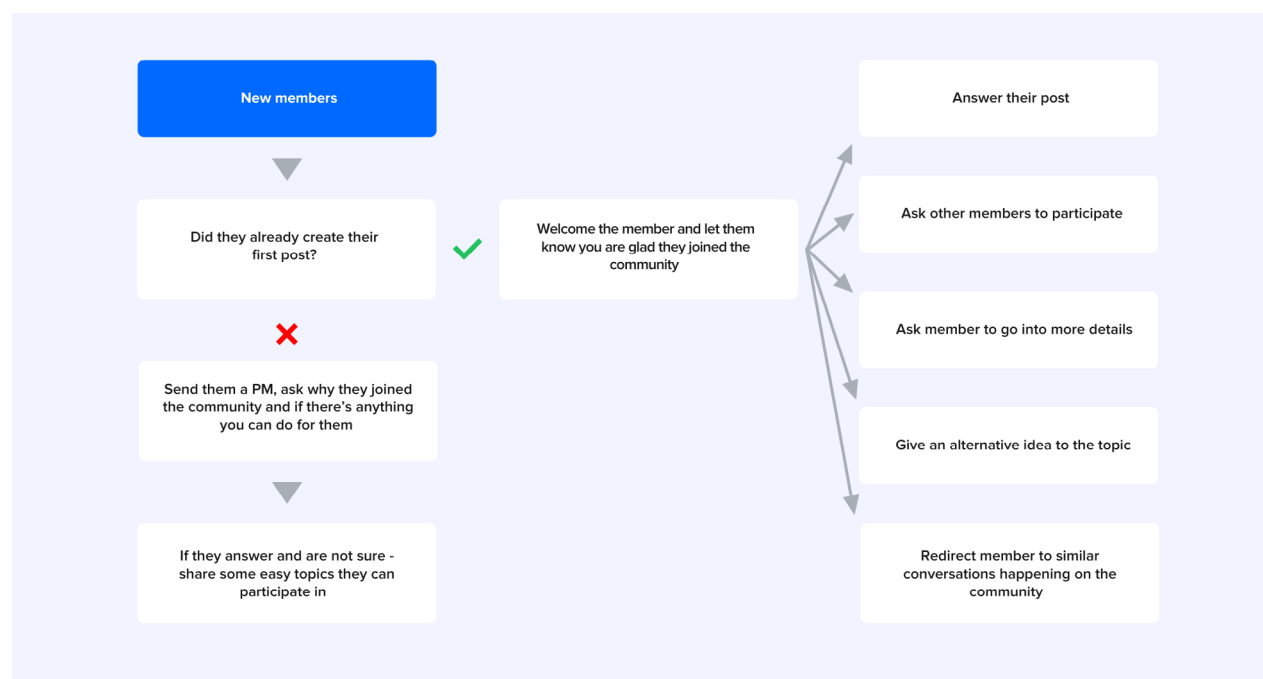 New members
Did they already create their
first post?
Send them a PM, ask why they joined
the community and if there’s anything
you can do for them
If they answer and are not sure -
share some easy topics they can
participate in
Welcome the member and let them
know you are glad they joined the
community
Answer their post
Ask other members to participate
Ask member to go into more details
Give an alternative idea to the topic
Redirect member to similar
conversations happening on the
community